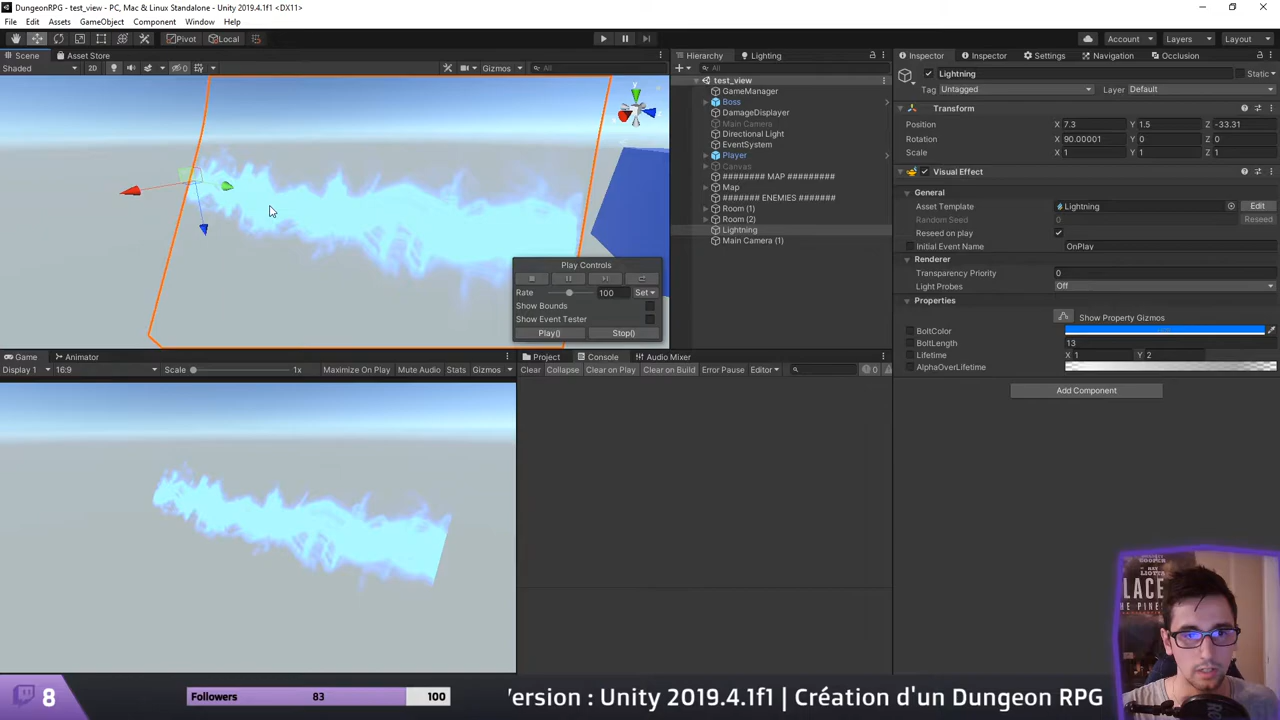 DungeonRPG - test_view - PC, Mac & Linux Standalone - Unity 2019.4.1f1 <DX11>
File Edit Assets GameObject Component Window Help
Pivot Local Account Layers Layout
Scene Asset Store
Shaded 2D 0 Gizmos All
Hierarchy Lighting
All
test_view
GameManager
Boss
DamageDisplayer
Main Camera
Directional Light
EventSystem
Player
Canvas
######## MAP #########
Map
####### ENEMIES #######
Room (1)
Room (2)
Lightning
Main Camera (1)
Inspector Inspector Settings Navigation Occlusion
Lightning Static
Tag Untagged Layer Default
Transform
Position X 7.3 Y 1.5 Z -33.31
Rotation X 90.00001 Y 0 Z 0
Scale X 1 Y 1 Z 1
Visual Effect
General
Asset Template Lightning Edit
Random Seed 0 Reseed
Reseed on play
Initial Event Name OnPlay
Renderer
Transparency Priority 0
Light Probes Off
Properties
Show Property Gizmos
BoltColor
BoltLength 13
Lifetime X 1 Y 2
AlphaOverLifetime
Add Component
y
Play Controls
Rate 100 Set
Show Bounds
Show Event Tester
Play() Stop()
Game Animator
Display 1 16:9 Scale 1x Maximize On Play Mute Audio Stats Gizmos
Project Console Audio Mixer
Clear Collapse Clear on Play Clear on Build Error Pause Editor 0
8
Followers 83 100
Version : Unity 2019.4.1f1 | Création d'un Dungeon RPG